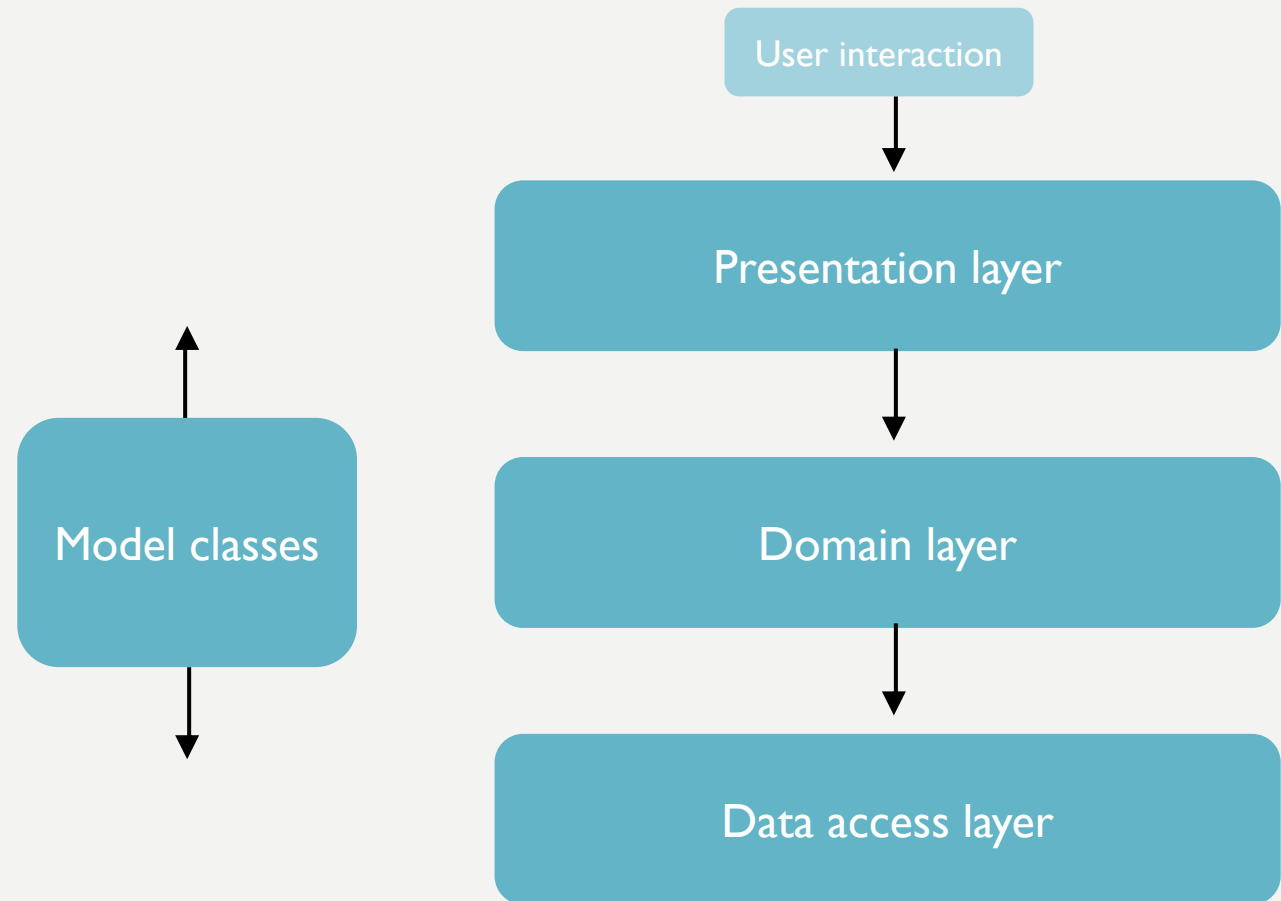 User interaction
Presentation layer
Model classes
Domain layer
Data access layer